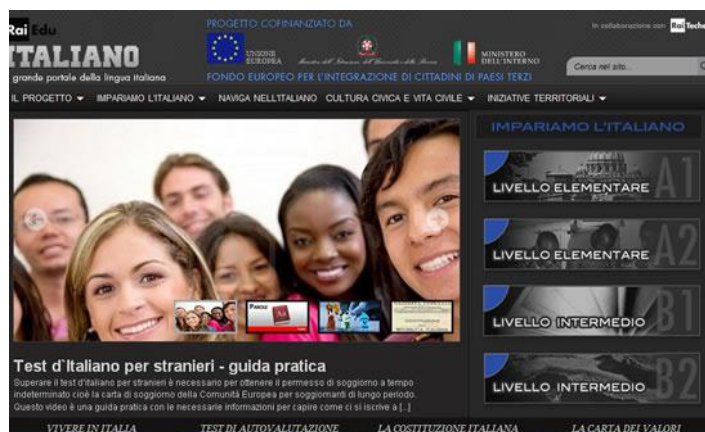 Rai Edu
ITALIANO
grande portale della lingua italiana
PROGETTO COFINANZIATO DA
UNIONE
EUROPEA
MINISTERO
DELL'INTERNO
FONDO EUROPEO PER L'INTEGRAZIONE DI CITTADINI DI PAESI TERZI
In collaborazione con Rai Teche
Cerca nel sito...
IL PROGETTO IMPARIAMO L'ITALIANO NAVIGA NELL'ITALIANO CULTURA CIVICA E VITA CIVILE INIZIATIVE TERRITORIALI
IMPARIAMO L'ITALIANO
LIVELLO ELEMENTARE A1
LIVELLO ELEMENTARE A2
LIVELLO INTERMEDIO B1
LIVELLO INTERMEDIO B2
PAROLE
Test d`Italiano per stranieri - guida pratica
Superare il test d'italiano per stranieri è necessario per ottenere il permesso di soggiorno a tempo
indeterminato cioè la carta di soggiorno della Comunità Europea per soggiornanti di lungo periodo.
Questo video è una guida pratica con le necessarie informazioni per capire come ci si iscrive a [...]
VIVERE IN ITALIA TEST DI AUTOVALUTAZIONE LA COSTITUZIONE ITALIANA LA CARTA DEI VALORI